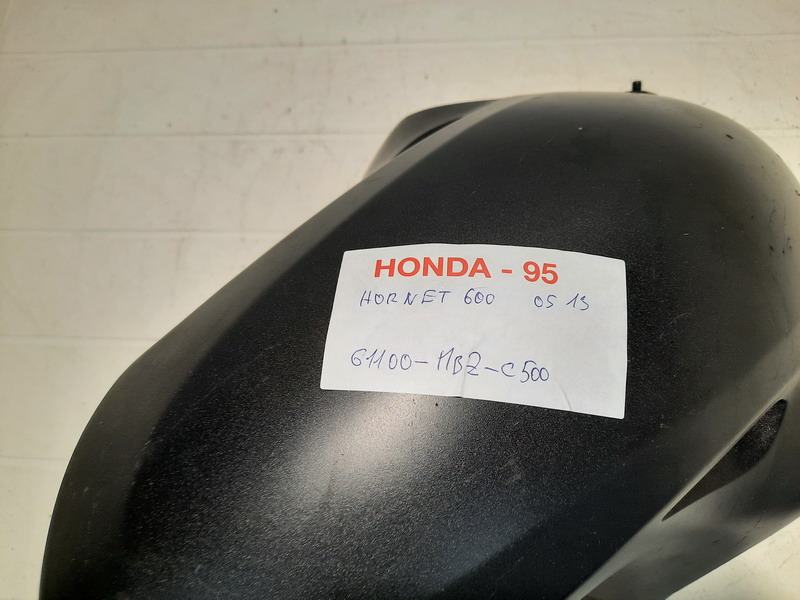 HONDA - 95
HORNET 600 05 13
61100-MBZ-C500